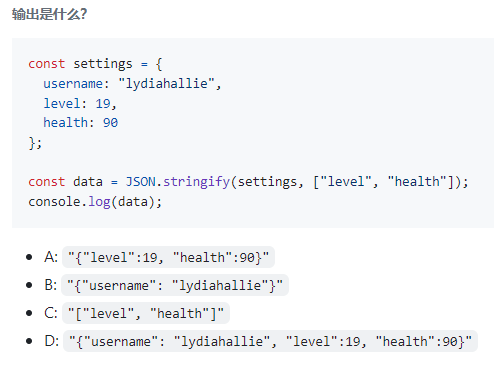 输出是什么?
const settings = {
  username: "lydiahallie",
  level: 19,
  health: 90
};
const data = JSON.stringify(settings, ["level", "health"]);
console.log(data);
A: "{"level":19, "health":90}"
B: "{"username": "lydiahallie"}"
C: "["level", "health"]"
D: "{"username": "lydiahallie", "level":19, "health":90}"